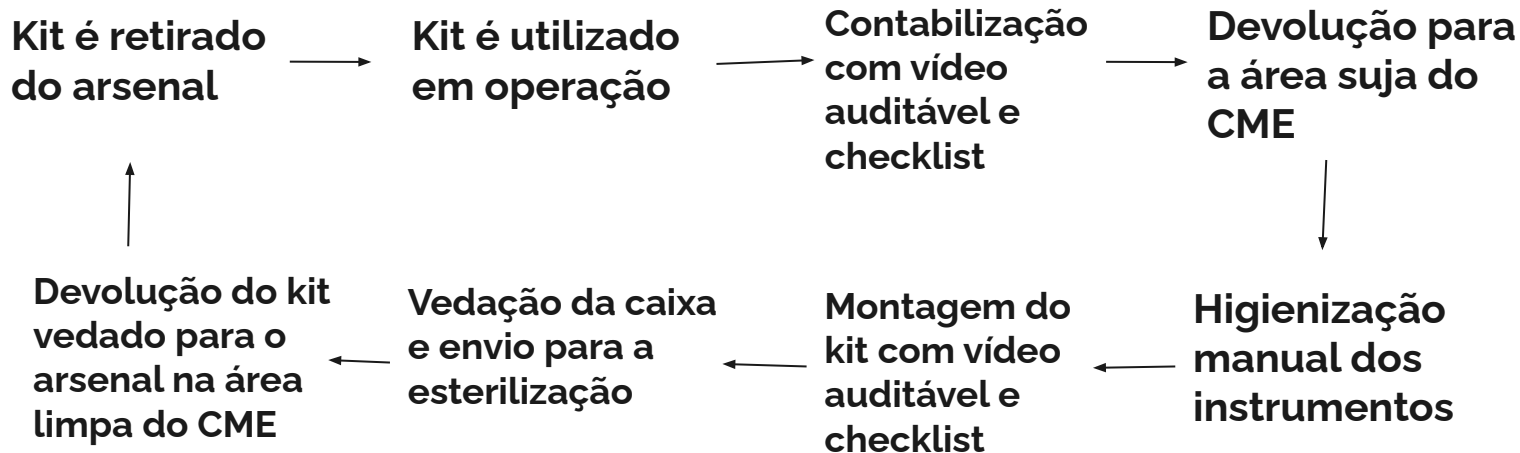 Kit é retirado
do arsenal
Kit é utilizado
em operação
Contabilização
com vídeo
auditável e
checklist
Devolução para
a área suja do
CME
Higienização
manual dos
instrumentos
Montagem do
kit com vídeo
auditável e
checklist
Vedação da caixa
e envio para a
esterilização
Devolução do kit
vedado para o
arsenal na área
limpa do CME